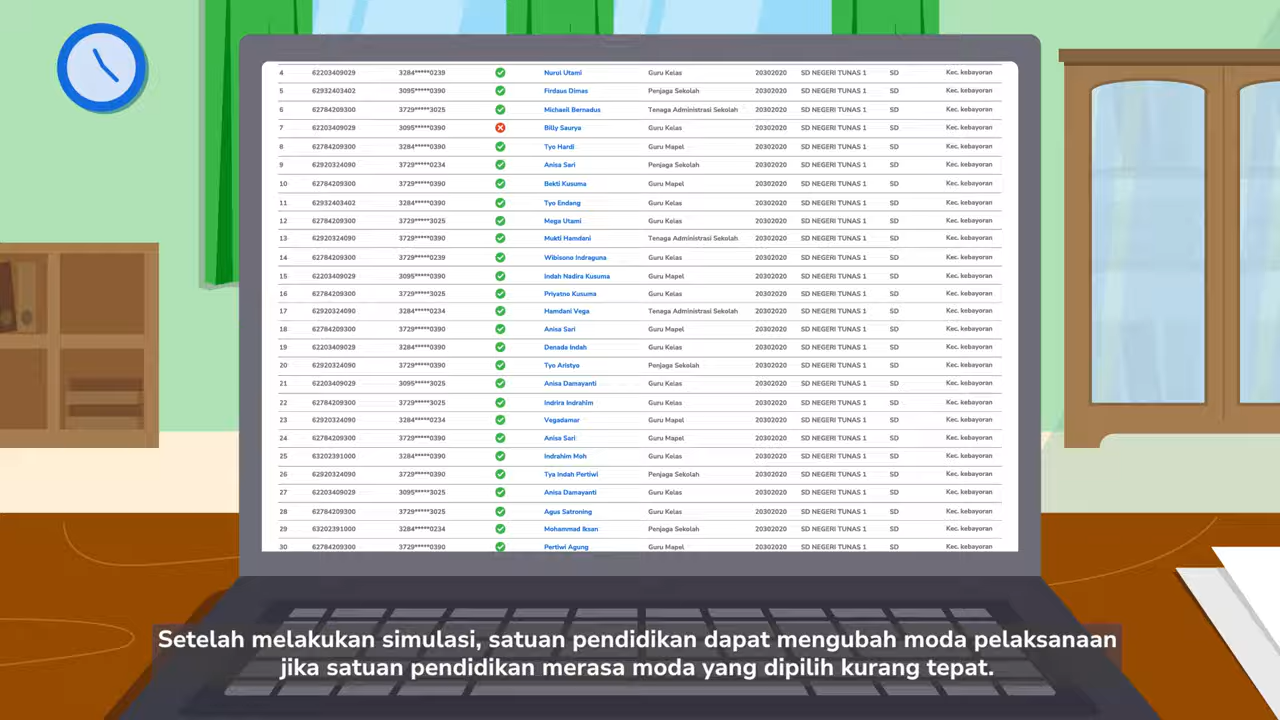 4 62203409029 3284*****0239 Nurul Utami Guru Kelas 20302020 SD NEGERI TUNAS 1 SD Kec. kebayoran
5 62932403402 3095*****0390 Firdaus Dimas Penjaga Sekolah 20302020 SD NEGERI TUNAS 1 SD Kec. kebayoran
6 62784209300 3729*****3025 Michaeil Bernadus Tenaga Administrasi Sekolah 20302020 SD NEGERI TUNAS 1 SD Kec. kebayoran
7 62203409029 3095*****0390 Billy Saurya Guru Kelas 20302020 SD NEGERI TUNAS 1 SD Kec. kebayoran
8 62784209300 3284*****0390 Tyo Hardi Guru Mapel 20302020 SD NEGERI TUNAS 1 SD Kec. kebayoran
9 62920324090 3729*****0234 Anisa Sari Penjaga Sekolah 20302020 SD NEGERI TUNAS 1 SD Kec. kebayoran
10 62784209300 3729*****0390 Bekti Kusuma Guru Mapel 20302020 SD NEGERI TUNAS 1 SD Kec. kebayoran
11 62932403402 3284*****0390 Tyo Endang Guru Kelas 20302020 SD NEGERI TUNAS 1 SD Kec. kebayoran
12 62784209300 3729*****3025 Mega Utami Guru Kelas 20302020 SD NEGERI TUNAS 1 SD Kec. kebayoran
13 62920324090 3729*****0390 Mukti Hamdani Tenaga Administrasi Sekolah 20302020 SD NEGERI TUNAS 1 SD Kec. kebayoran
14 62784209300 3729*****0239 Wibisono Indraguna Guru Kelas 20302020 SD NEGERI TUNAS 1 SD Kec. kebayoran
15 62203409029 3095*****0390 Indah Nadira Kusuma Guru Mapel 20302020 SD NEGERI TUNAS 1 SD Kec. kebayoran
16 62784209300 3729*****3025 Priyatno Kusuma Guru Kelas 20302020 SD NEGERI TUNAS 1 SD Kec. kebayoran
17 62920324090 3284*****0234 Hamdani Vega Tenaga Administrasi Sekolah 20302020 SD NEGERI TUNAS 1 SD Kec. kebayoran
18 62784209300 3729*****0390 Anisa Sari Guru Mapel 20302020 SD NEGERI TUNAS 1 SD Kec. kebayoran
19 62203409029 3284*****0390 Denada Indah Guru Kelas 20302020 SD NEGERI TUNAS 1 SD Kec. kebayoran
20 62920324090 3729*****0390 Tyo Aristyo Penjaga Sekolah 20302020 SD NEGERI TUNAS 1 SD Kec. kebayoran
21 62203409029 3095*****3025 Anisa Damayanti Guru Kelas 20302020 SD NEGERI TUNAS 1 SD Kec. kebayoran
22 62784209300 3729*****3025 Indrira Indrahim Guru Kelas 20302020 SD NEGERI TUNAS 1 SD Kec. kebayoran
23 62920324090 3284*****0234 Vegadamar Guru Mapel 20302020 SD NEGERI TUNAS 1 SD Kec. kebayoran
24 62784209300 3729*****0390 Anisa Sari Guru Mapel 20302020 SD NEGERI TUNAS 1 SD Kec. kebayoran
25 63202391000 3284*****0390 Indrahim Moh Guru Kelas 20302020 SD NEGERI TUNAS 1 SD Kec. kebayoran
26 62920324090 3729*****0390 Tya Indah Pertiwi Penjaga Sekolah 20302020 SD NEGERI TUNAS 1 SD Kec. kebayoran
27 62203409029 3095*****3025 Anisa Damayanti Guru Kelas 20302020 SD NEGERI TUNAS 1 SD Kec. kebayoran
28 62784209300 3729*****3025 Agus Satroning Guru Kelas 20302020 SD NEGERI TUNAS 1 SD Kec. kebayoran
29 63202391000 3284*****0234 Mohammad Iksan Penjaga Sekolah 20302020 SD NEGERI TUNAS 1 SD Kec. kebayoran
30 62784209300 3729*****0390 Pertiwi Agung Guru Mapel 20302020 SD NEGERI TUNAS 1 SD Kec. kebayoran
Setelah melakukan simulasi, satuan pendidikan dapat mengubah moda pelaksanaan
jika satuan pendidikan merasa moda yang dipilih kurang tepat.